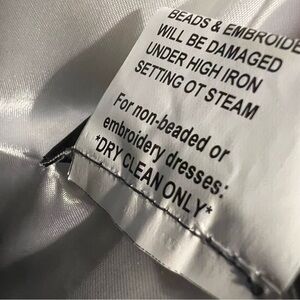 BEADS & EMBROIDE
WILL BE DAMAGED
UNDER HIGH IRON
SETTING OT STEAM
For non-beaded or
embroidery dresses:
*DRY CLEAN ONLY*